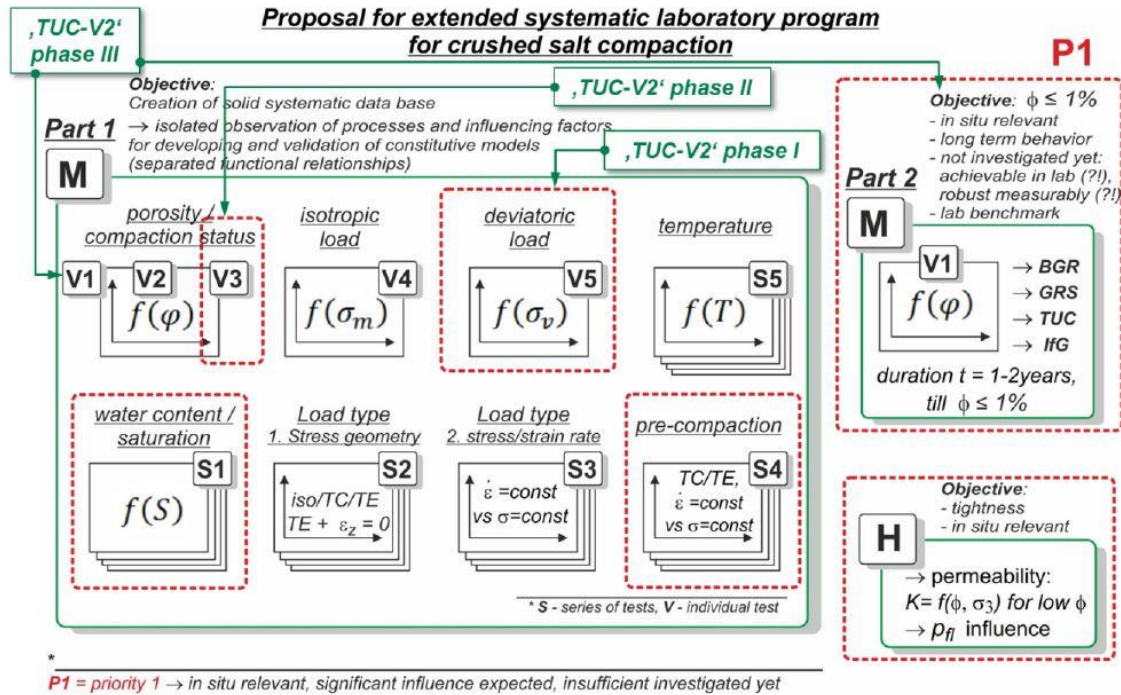 Proposal for extended systematic laboratory program
for crushed salt compaction
‚TUC-V2‘
phase III
P1
Objective:
Creation of solid systematic data base
→ isolated observation of processes and influencing factors
for developing and validation of constitutive models
(separated functional relationships)
‚TUC-V2‘ phase II
‚TUC-V2‘ phase I
Part 1
M
porosity /
compaction status
V1
V2
V3
f(φ)
isotropic
load
V4
f(σm)
deviatoric
load
V5
f(σv)
temperature
S5
f(T)
water content /
saturation
S1
f(S)
Load type
1. Stress geometry
S2
iso/TC/TE
TE + εz = 0
Load type
2. stress/strain rate
S3
ε̇ =const
vs σ=const
pre-compaction
S4
TC/TE,
ε̇ =const
vs σ=const
* S - series of tests, V - individual test
Objective: ϕ ≤ 1%
- in situ relevant
- long term behavior
- not investigated yet:
achievable in lab (?!),
robust measurably (?!)
- lab benchmark
Part 2
M
V1
f(φ)
→ BGR
→ GRS
→ TUC
→ IfG
duration t = 1-2years,
till ϕ ≤ 1%
Objective:
- tightness
- in situ relevant
H
→ permeability:
K= f(ϕ, σ3) for low ϕ
→ pfl influence
*
P1 = priority 1 → in situ relevant, significant influence expected, insufficient investigated yet